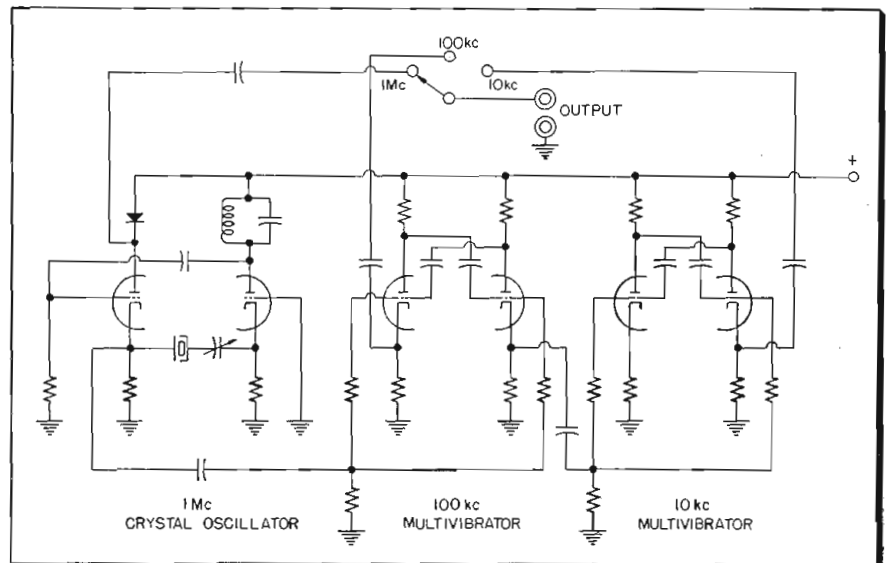 100kc
1Mc
10kc
OUTPUT
+
1Mc
CRYSTAL OSCILLATOR
100kc
MULTIVIBRATOR
10kc
MULTIVIBRATOR